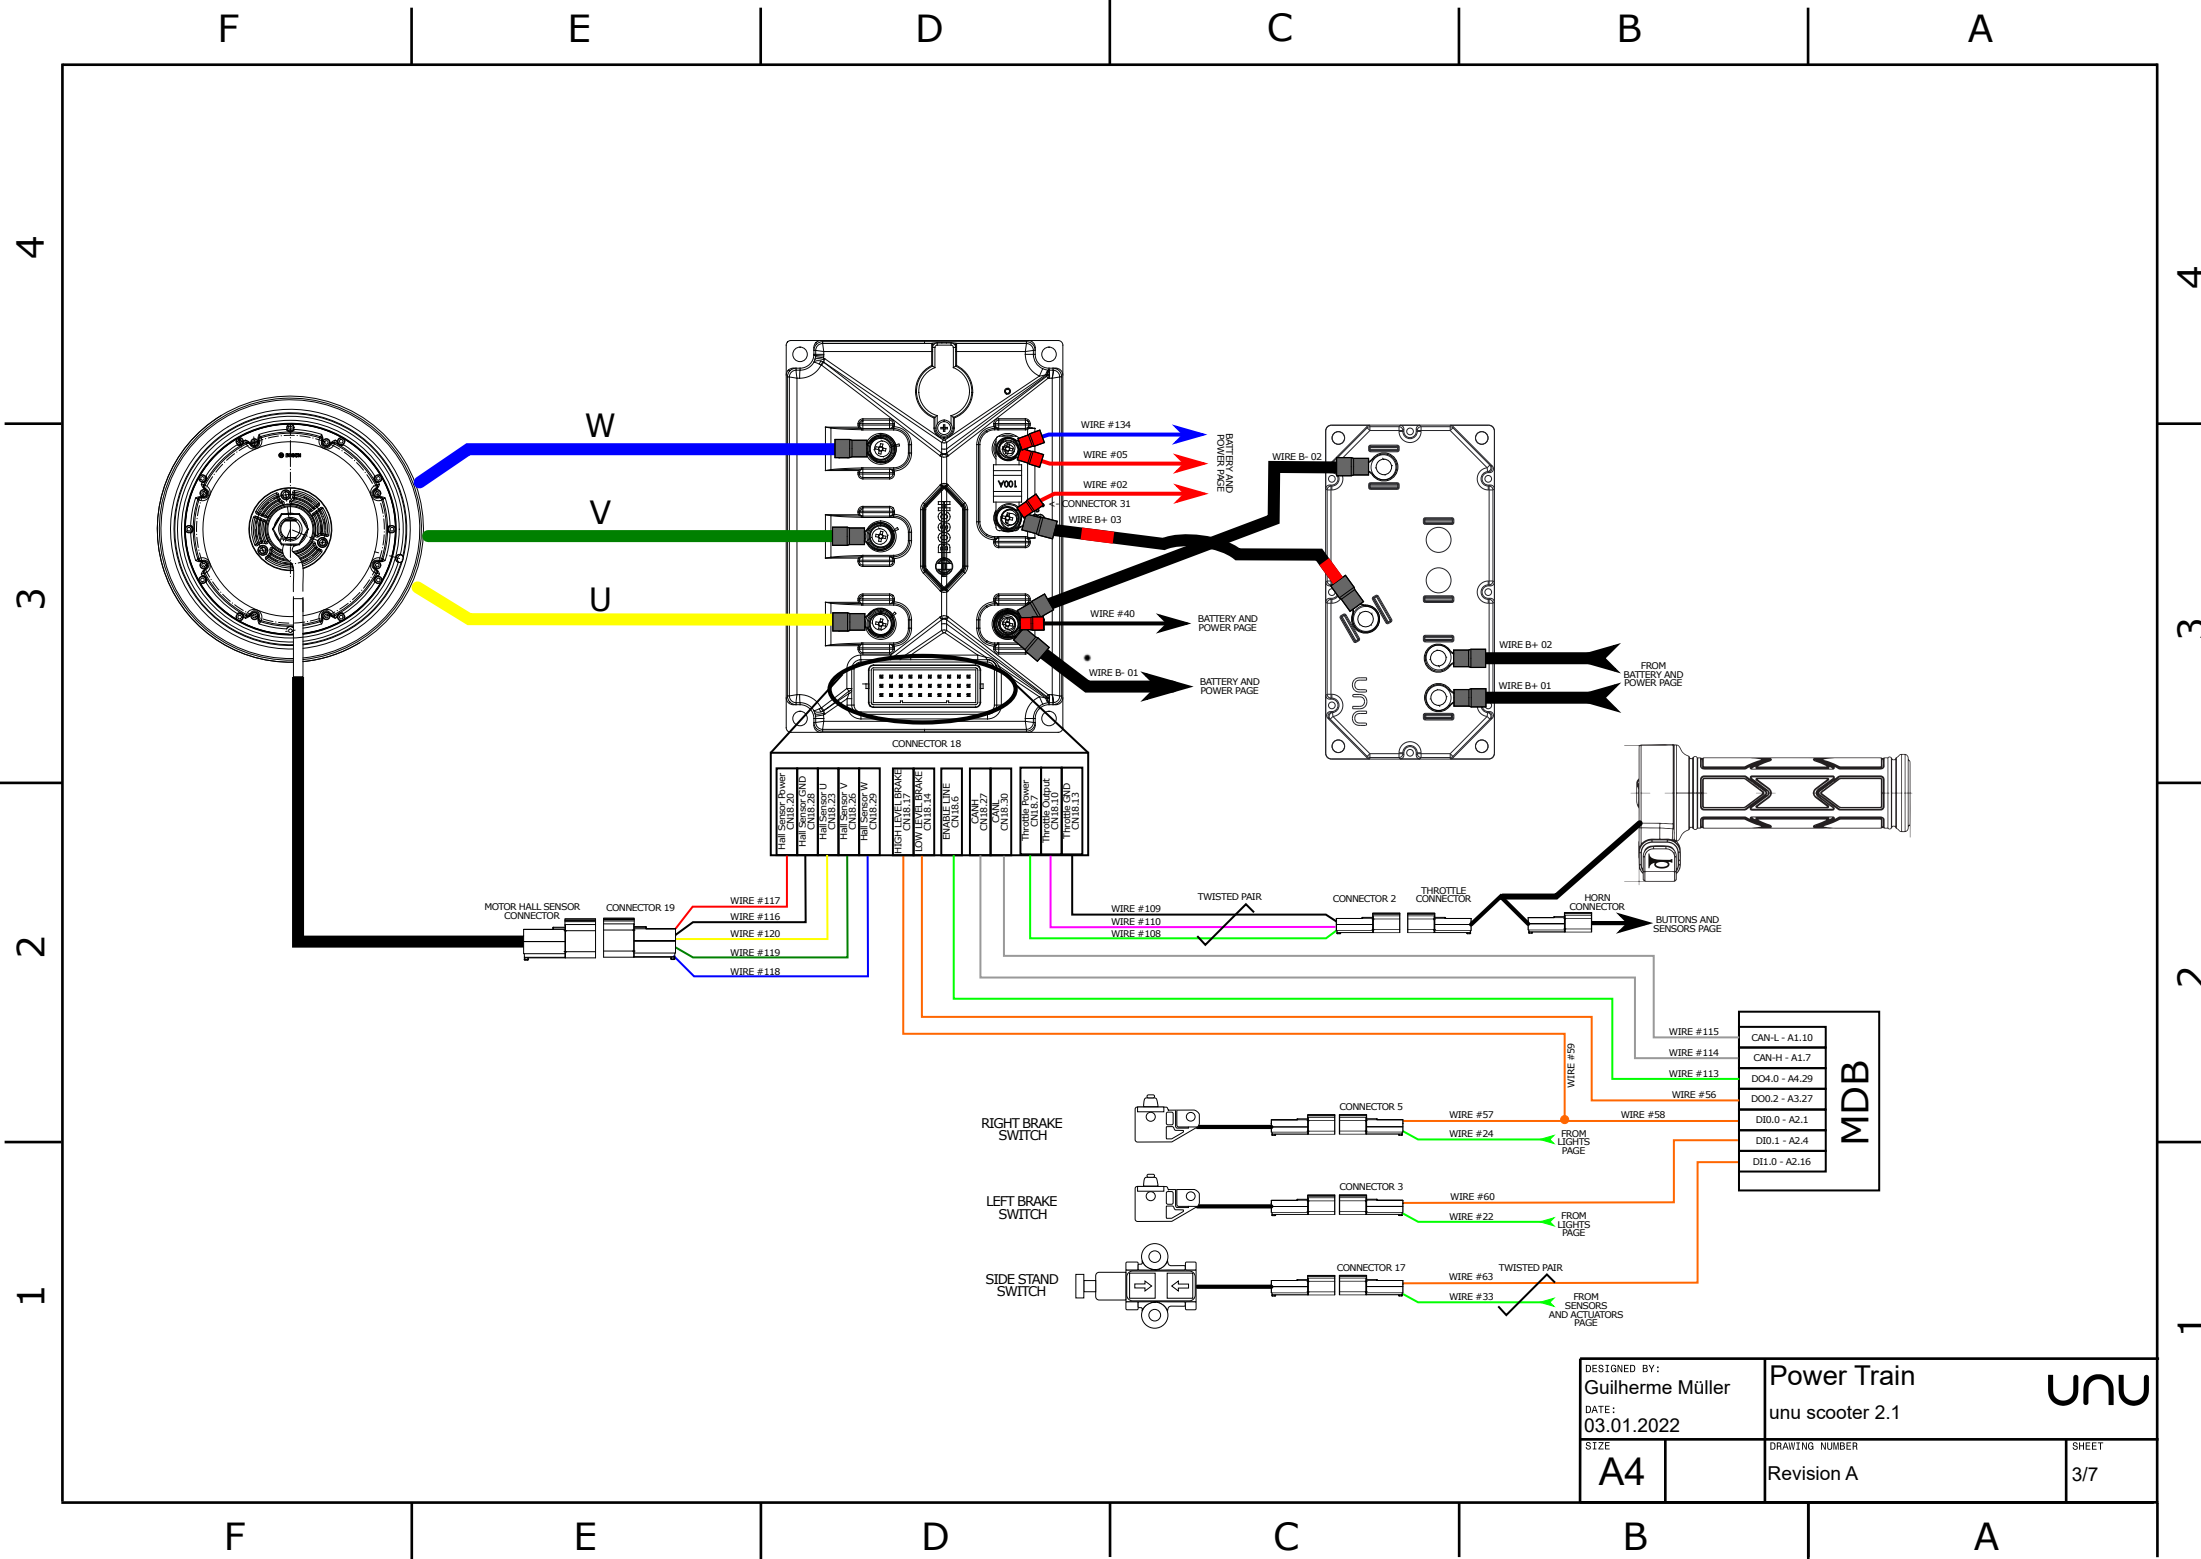 F
E
D
C
B
A
4
4
3
3
2
2
1
1
W
V
U
BOSCH
100A
WIRE #134
WIRE #05
WIRE #02
BATTERY AND
POWER PAGE
<-CONNECTOR 31
WIRE B+ 03
WIRE B- 02
WIRE #40
BATTERY AND
POWER PAGE
WIRE B- 01
BATTERY AND
POWER PAGE
unu
WIRE B+ 02
WIRE B+ 01
FROM
BATTERY AND
POWER PAGE
CONNECTOR 18
Hall Sensor Power
CN18.20
Hall Sensor GND
CN18.28
Hall Sensor U
CN18.23
Hall Sensor V
CN18.26
Hall Sensor W
CN18.29
HIGH LEVEL BRAKE
CN18.17
LOW LEVEL BRAKE
CN18.14
ENABLE LINE
CN18.6
CANH
CN18.27
CANL
CN18.30
Throttle Power
CN18.7
Throttle Output
CN18.10
Throttle GND
CN18.13
MOTOR HALL SENSOR
CONNECTOR
CONNECTOR 19
WIRE #117
WIRE #116
WIRE #120
WIRE #119
WIRE #118
WIRE #109
WIRE #110
WIRE #108
TWISTED PAIR
CONNECTOR 2
THROTTLE
CONNECTOR
HORN
CONNECTOR
BUTTONS AND
SENSORS PAGE
WIRE #115
WIRE #114
WIRE #113
WIRE #56
WIRE #58
WIRE #59
CAN-L - A1.10
CAN-H - A1.7
DO4.0 - A4.29
DO0.2 - A3.27
DI0.0 - A2.1
DI0.1 - A2.4
DI1.0 - A2.16
MDB
RIGHT BRAKE
SWITCH
CONNECTOR 5
WIRE #57
WIRE #24
FROM
LIGHTS
PAGE
LEFT BRAKE
SWITCH
CONNECTOR 3
WIRE #60
WIRE #22
FROM
LIGHTS
PAGE
SIDE STAND
SWITCH
CONNECTOR 17
WIRE #63
WIRE #33
TWISTED PAIR
FROM
SENSORS
AND ACTUATORS
PAGE
DESIGNED BY:
Guilherme Müller
DATE:
03.01.2022
Power Train
unu scooter 2.1
unu
SIZE
A4
DRAWING NUMBER
Revision A
SHEET
3/7
F
E
D
C
B
A